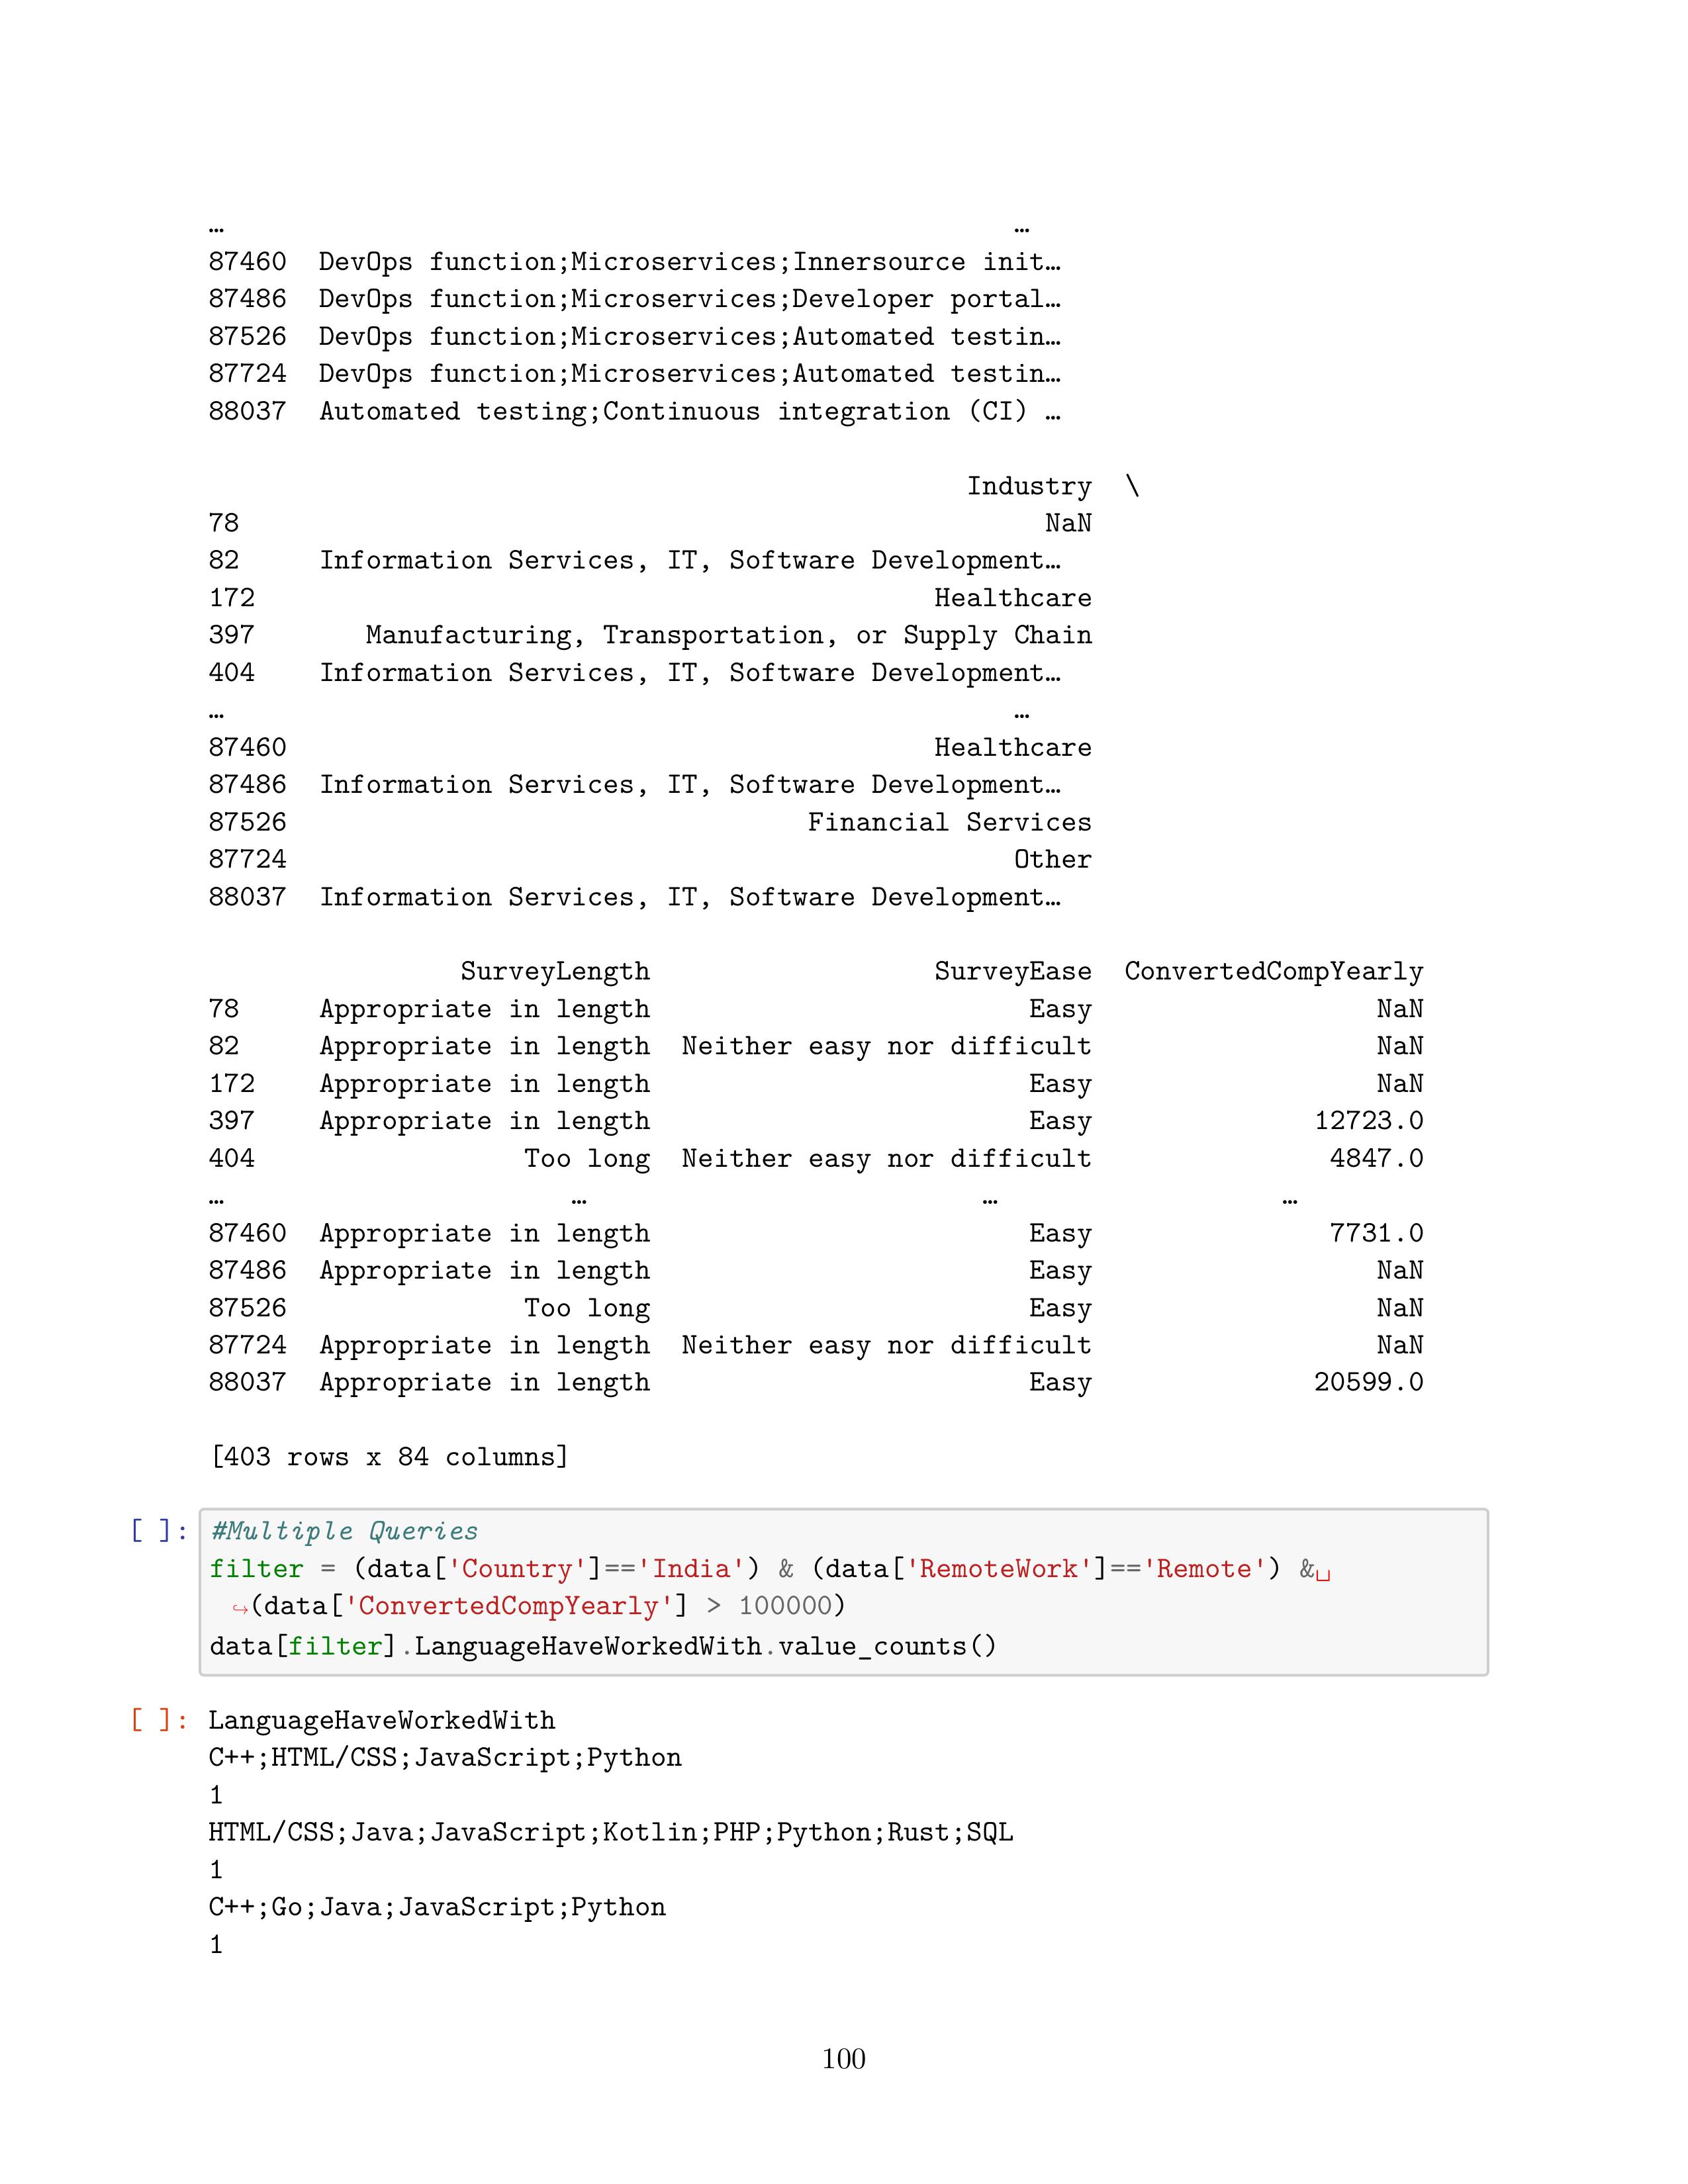 …                                                  …
87460  DevOps function;Microservices;Innersource init…
87486  DevOps function;Microservices;Developer portal…
87526  DevOps function;Microservices;Automated testin…
87724  DevOps function;Microservices;Automated testin…
88037  Automated testing;Continuous integration (CI) …
Industry  \
78  NaN
82  Information Services, IT, Software Development…
172  Healthcare
397  Manufacturing, Transportation, or Supply Chain
404  Information Services, IT, Software Development…
…  …
87460  Healthcare
87486  Information Services, IT, Software Development…
87526  Financial Services
87724  Other
88037  Information Services, IT, Software Development…
SurveyLength  SurveyEase  ConvertedCompYearly
78  Appropriate in length  Easy  NaN
82  Appropriate in length  Neither easy nor difficult  NaN
172  Appropriate in length  Easy  NaN
397  Appropriate in length  Easy  12723.0
404  Too long  Neither easy nor difficult  4847.0
…  …  …  …
87460  Appropriate in length  Easy  7731.0
87486  Appropriate in length  Easy  NaN
87526  Too long  Easy  NaN
87724  Appropriate in length  Neither easy nor difficult  NaN
88037  Appropriate in length  Easy  20599.0
[403 rows x 84 columns]
[ ]: #Multiple Queries
filter = (data['Country']=='India') & (data['RemoteWork']=='Remote') &␣
↪(data['ConvertedCompYearly'] > 100000)
data[filter].LanguageHaveWorkedWith.value_counts()
[ ]: LanguageHaveWorkedWith
C++;HTML/CSS;JavaScript;Python
1
HTML/CSS;Java;JavaScript;Kotlin;PHP;Python;Rust;SQL
1
C++;Go;Java;JavaScript;Python
1
100